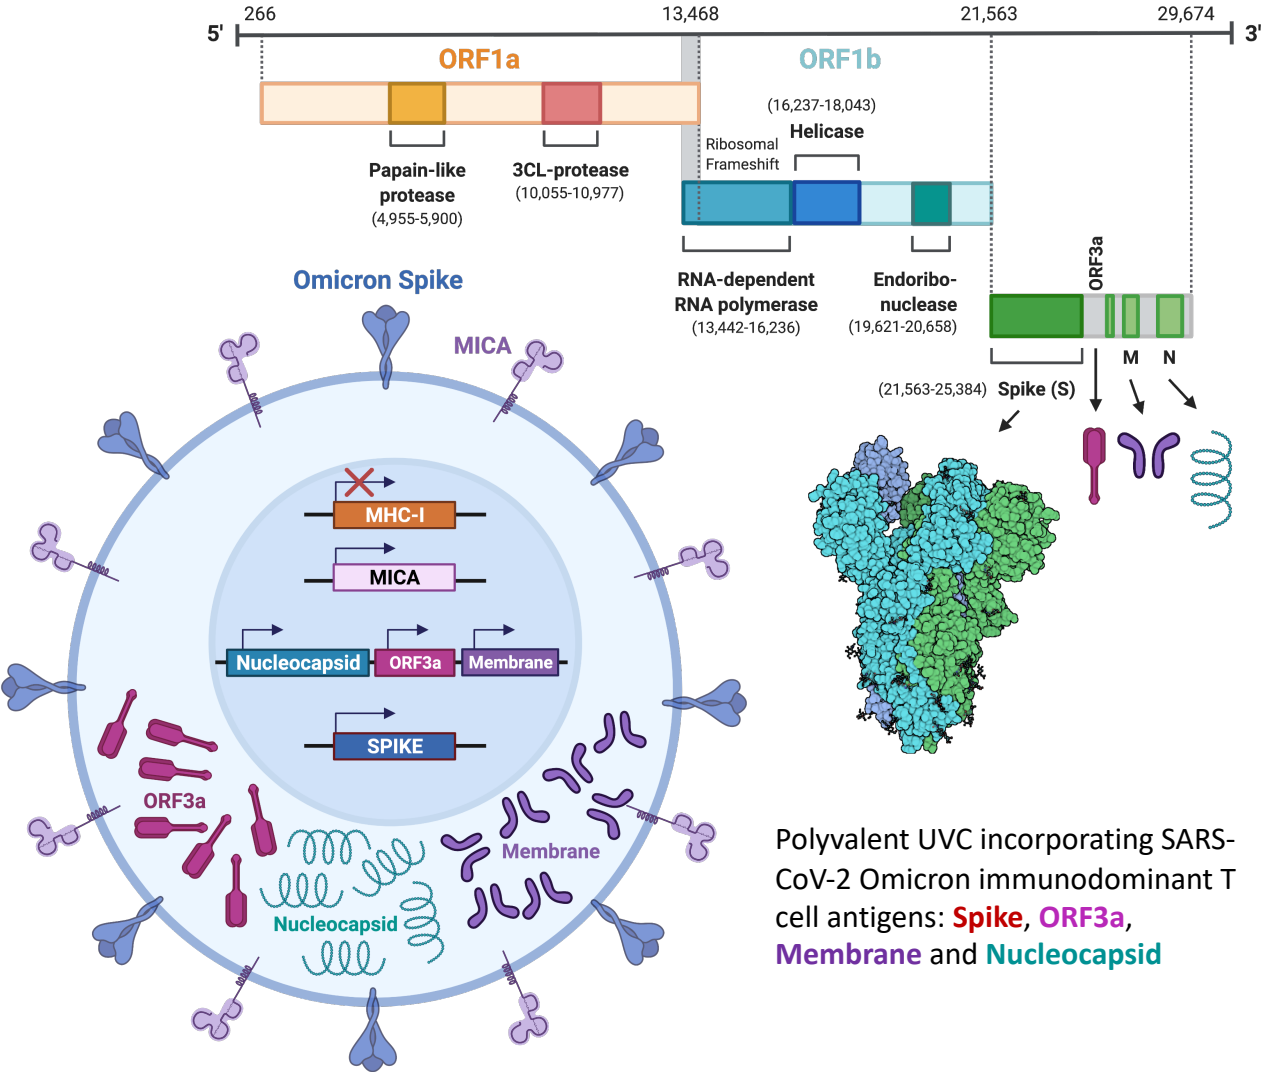 266
13,468
21,563
29,674
5'
3'
ORF1a
ORF1b
(16,237-18,043)
Helicase
Ribosomal
Frameshift
Papain-like
protease
(4,955-5,900)
3CL-protease
(10,055-10,977)
RNA-dependent
RNA polymerase
(13,442-16,236)
Endoribo-
nuclease
(19,621-20,658)
ORF3a
M
N
(21,563-25,384)
Spike (S)
Omicron Spike
MICA
MHC-I
MICA
Nucleocapsid
ORF3a
Membrane
SPIKE
ORF3a
Membrane
Nucleocapsid
Polyvalent UVC incorporating SARS-
CoV-2 Omicron immunodominant T
cell antigens: Spike, ORF3a,
Membrane and Nucleocapsid